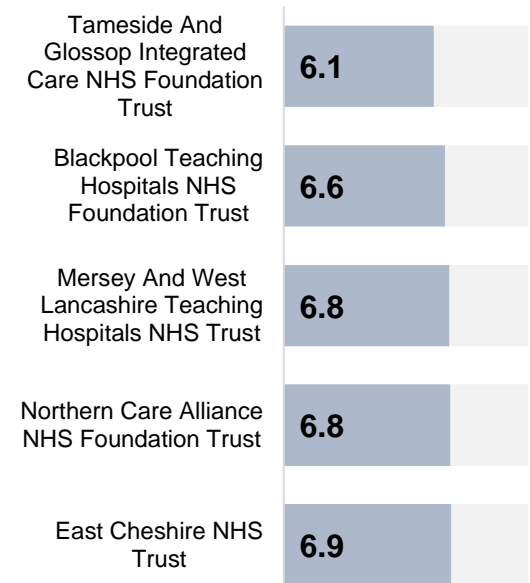 Tameside And
Glossop Integrated
Care NHS Foundation
Trust
6.1
Blackpool Teaching
Hospitals NHS
Foundation Trust
6.6
Mersey And West
Lancashire Teaching
Hospitals NHS Trust
6.8
Northern Care Alliance
NHS Foundation Trust
6.8
East Cheshire NHS
Trust
6.9